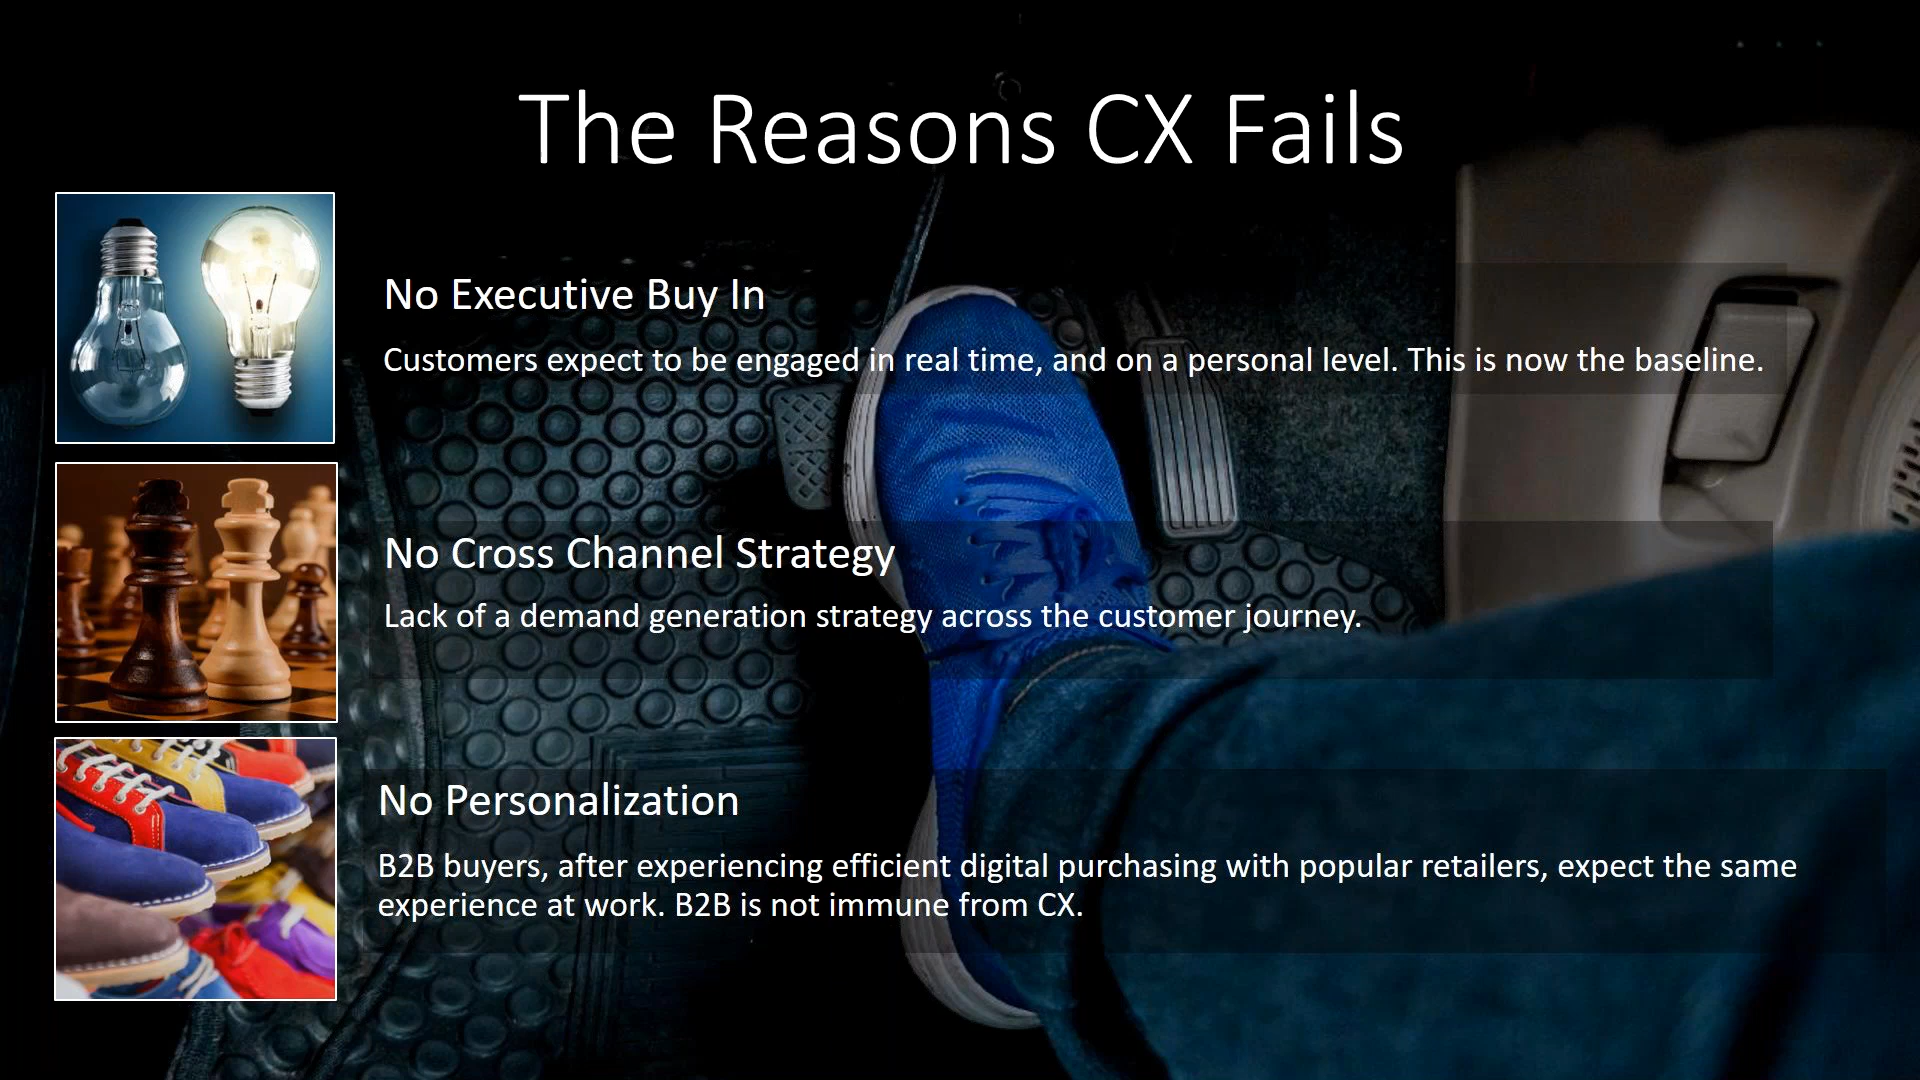 The Reasons CX Fails
No Executive Buy In
Customers expect to be engaged in real time, and on a personal level. This is now the baseline.
No Cross Channel Strategy
Lack of a demand generation strategy across the customer journey.
No Personalization
B2B buyers, after experiencing efficient digital purchasing with popular retailers, expect the same
experience at work. B2B is not immune from CX.